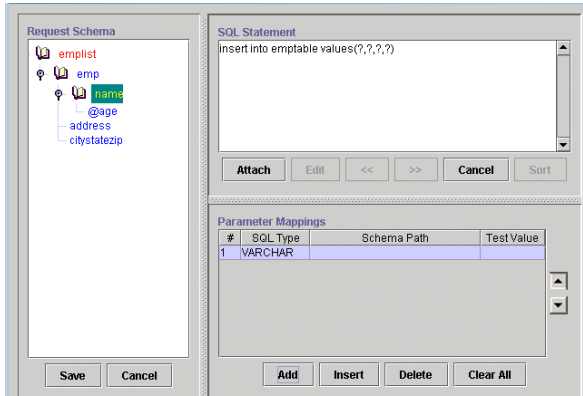 Request Schema
emplist
emp
name
@age
address
citystatezip
Save
Cancel
SQL Statement
insert into emptable values(?,?,?,?)
Attach
Edit
<<
>>
Cancel
Sort
Parameter Mappings
# SQL Type Schema Path Test Value
1 VARCHAR
Add
Insert
Delete
Clear All